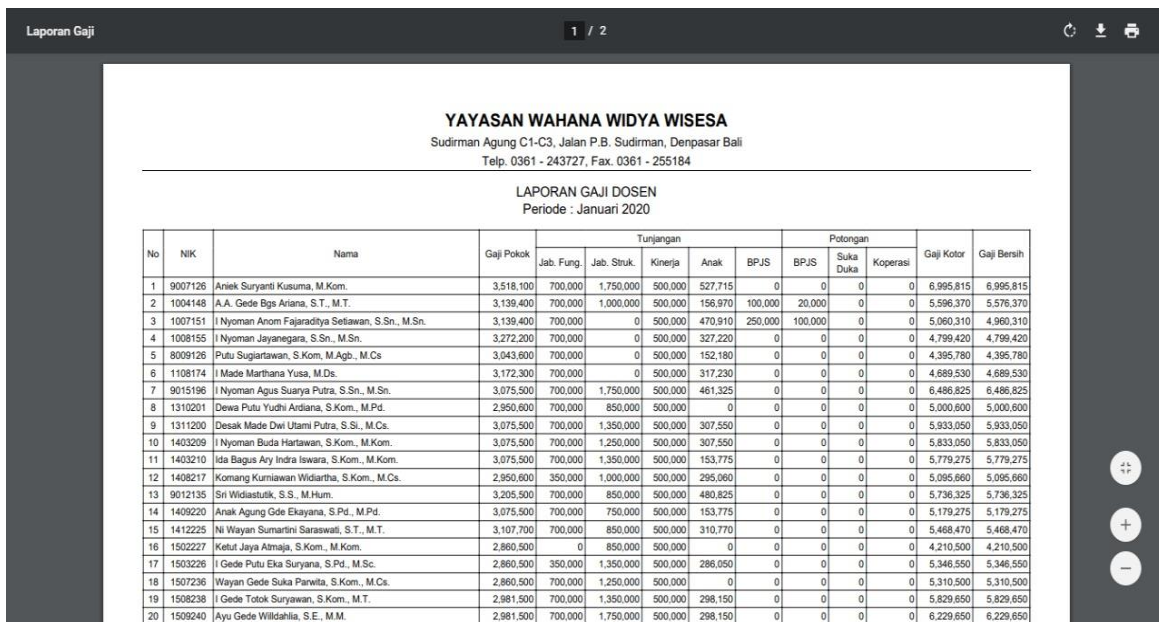 Laporan Gaji
1 / 2
YAYASAN WAHANA WIDYA WISESA
Sudirman Agung C1-C3, Jalan P.B. Sudirman, Denpasar Bali
Telp. 0361 - 243727, Fax. 0361 - 255184
LAPORAN GAJI DOSEN
Periode : Januari 2020
No NIK Nama Gaji Pokok Tunjangan Potongan Gaji Kotor Gaji Bersih
Jab. Fung. Jab. Struk. Kinerja Anak BPJS BPJS Suka Duka Koperasi
1 9007126 Aniek Suryanti Kusuma, M.Kom. 3,518,100 700,000 1,750,000 500,000 527,715 0 0 0 0 6,995,815 6,995,815
2 1004148 A.A. Gede Bgs Ariana, S.T., M.T. 3,139,400 700,000 1,000,000 500,000 156,970 100,000 20,000 0 0 5,596,370 5,576,370
3 1007151 I Nyoman Anom Fajaraditya Setiawan, S.Sn., M.Sn. 3,139,400 700,000 0 500,000 470,910 250,000 100,000 0 0 5,060,310 4,960,310
4 1008155 I Nyoman Jayanegara, S.Sn., M.Sn. 3,272,200 700,000 0 500,000 327,220 0 0 0 0 4,799,420 4,799,420
5 8009126 Putu Sugiartawan, S.Kom, M.Agb., M.Cs 3,043,600 700,000 0 500,000 152,180 0 0 0 0 4,395,780 4,395,780
6 1108174 I Made Marthana Yusa, M.Ds. 3,172,300 700,000 0 500,000 317,230 0 0 0 0 4,689,530 4,689,530
7 9015196 I Nyoman Agus Suarya Putra, S.Sn., M.Sn. 3,075,500 700,000 1,750,000 500,000 461,325 0 0 0 0 6,486,825 6,486,825
8 1310201 Dewa Putu Yudhi Ardiana, S.Kom., M.Pd. 2,950,600 700,000 850,000 500,000 0 0 0 0 0 5,000,600 5,000,600
9 1311200 Desak Made Dwi Utami Putra, S.Si., M.Cs. 3,075,500 700,000 1,350,000 500,000 307,550 0 0 0 0 5,933,050 5,933,050
10 1403209 I Nyoman Buda Hartawan, S.Kom., M.Kom. 3,075,500 700,000 1,250,000 500,000 307,550 0 0 0 0 5,833,050 5,833,050
11 1403210 Ida Bagus Ary Indra Iswara, S.Kom., M.Kom. 3,075,500 700,000 1,350,000 500,000 153,775 0 0 0 0 5,779,275 5,779,275
12 1408217 Komang Kurniawan Widiartha, S.Kom., M.Cs. 2,950,600 350,000 1,000,000 500,000 295,060 0 0 0 0 5,095,660 5,095,660
13 9012135 Sri Widiastutik, S.S., M.Hum. 3,205,500 700,000 850,000 500,000 480,825 0 0 0 0 5,736,325 5,736,325
14 1409220 Anak Agung Gde Ekayana, S.Pd., M.Pd. 3,075,500 700,000 750,000 500,000 153,775 0 0 0 0 5,179,275 5,179,275
15 1412225 Ni Wayan Sumartini Saraswati, S.T., M.T. 3,107,700 700,000 850,000 500,000 310,770 0 0 0 0 5,468,470 5,468,470
16 1502227 Ketut Jaya Atmaja, S.Kom., M.Kom. 2,860,500 0 850,000 500,000 0 0 0 0 0 4,210,500 4,210,500
17 1503226 I Gede Putu Eka Suryana, S.Pd., M.Sc. 2,860,500 350,000 1,350,000 500,000 286,050 0 0 0 0 5,346,550 5,346,550
18 1507236 Wayan Gede Suka Parwita, S.Kom., M.Cs. 2,860,500 700,000 1,250,000 500,000 0 0 0 0 0 5,310,500 5,310,500
19 1508238 I Gede Totok Suryawan, S.Kom., M.T. 2,981,500 700,000 1,350,000 500,000 298,150 0 0 0 0 5,829,650 5,829,650
20 1509240 Ayu Gede Willdahlia, S.E., M.M. 2,981,500 700,000 1,750,000 500,000 298,150 0 0 0 0 6,229,650 6,229,650